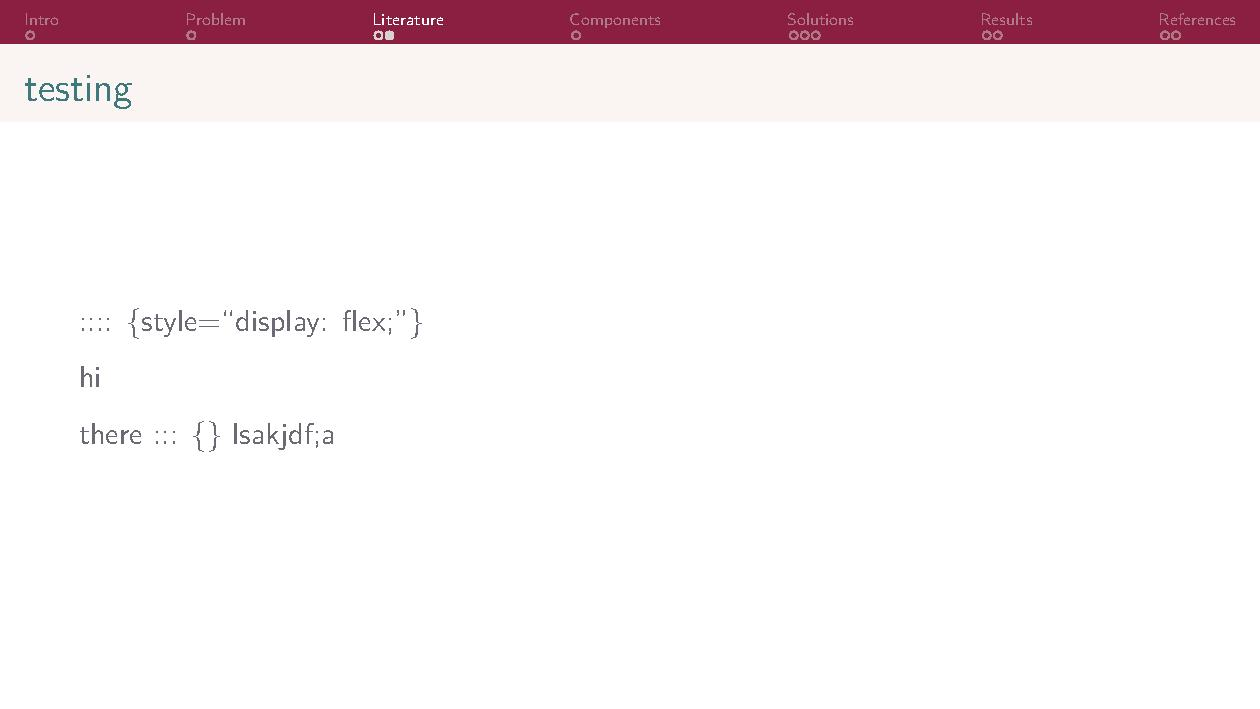 Intro Problem Literature Components Solutions Results References
testing
:::: {style=“display: flex;”}
hi
there ::: {} lsakjdf;a